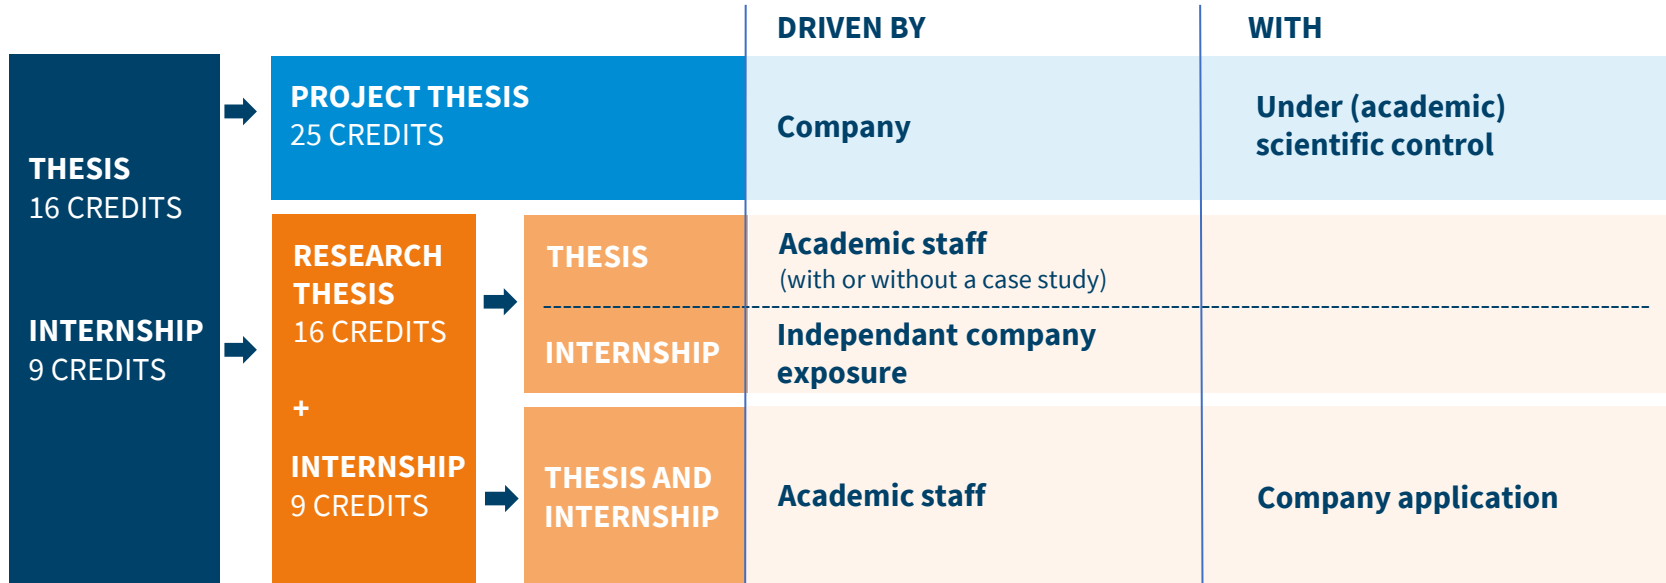 DRIVEN BY
WITH
THESIS
16 CREDITS
INTERNSHIP
9 CREDITS
PROJECT THESIS
25 CREDITS
Company
Under (academic)
scientific control
RESEARCH
THESIS
16 CREDITS
+
INTERNSHIP
9 CREDITS
THESIS
Academic staff
(with or without a case study)
INTERNSHIP
Independant company
exposure
THESIS AND
INTERNSHIP
Academic staff
Company application